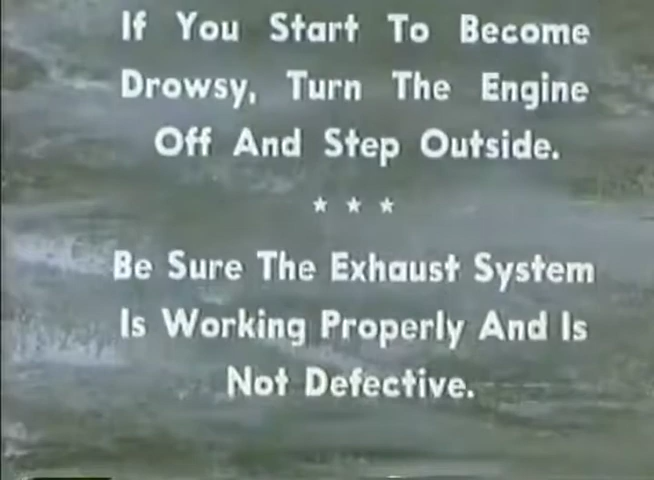 If You Start To Become
Drowsy, Turn The Engine
Off And Step Outside.
★ ★ ★
Be Sure The Exhaust System
Is Working Properly And Is
Not Defective.